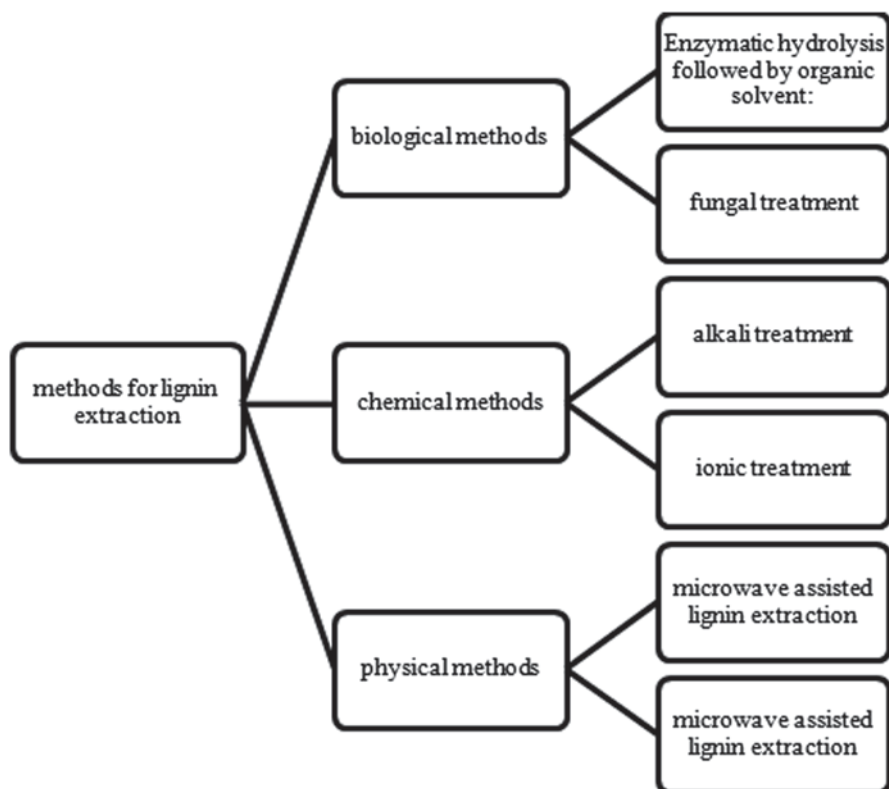 methods for lignin
extraction
biological methods
Enzymatic hydrolysis
followed by organic
solvent:
fungal treatment
chemical methods
alkali treatment
ionic treatment
physical methods
microwave assisted
lignin extraction
microwave assisted
lignin extraction